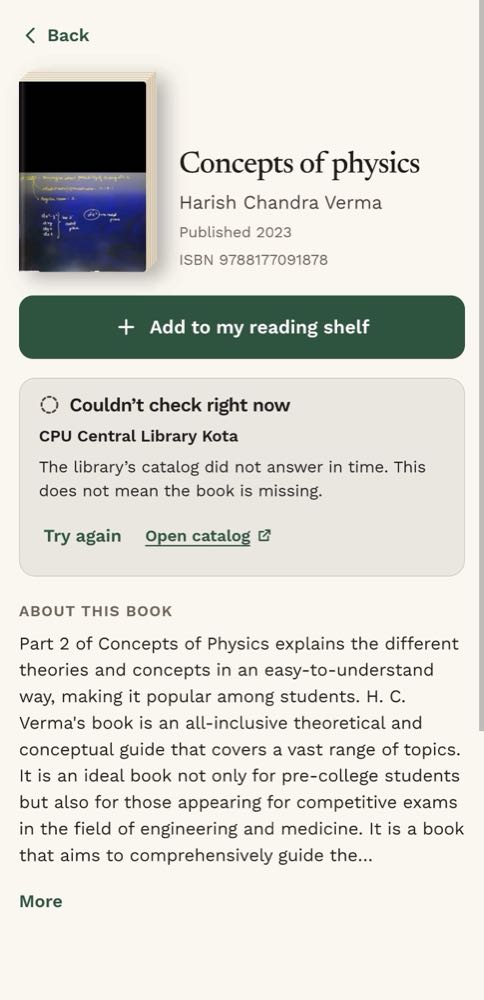 Back
Concepts of physics
Harish Chandra Verma
Published 2023
ISBN 9788177091878
+ Add to my reading shelf
Couldn’t check right now
CPU Central Library Kota
The library’s catalog did not answer in time. This
does not mean the book is missing.
Try again Open catalog
ABOUT THIS BOOK
Part 2 of Concepts of Physics explains the different
theories and concepts in an easy-to-understand
way, making it popular among students. H. C.
Verma's book is an all-inclusive theoretical and
conceptual guide that covers a vast range of topics.
It is an ideal book not only for pre-college students
but also for those appearing for competitive exams
in the field of engineering and medicine. It is a book
that aims to comprehensively guide the...
More